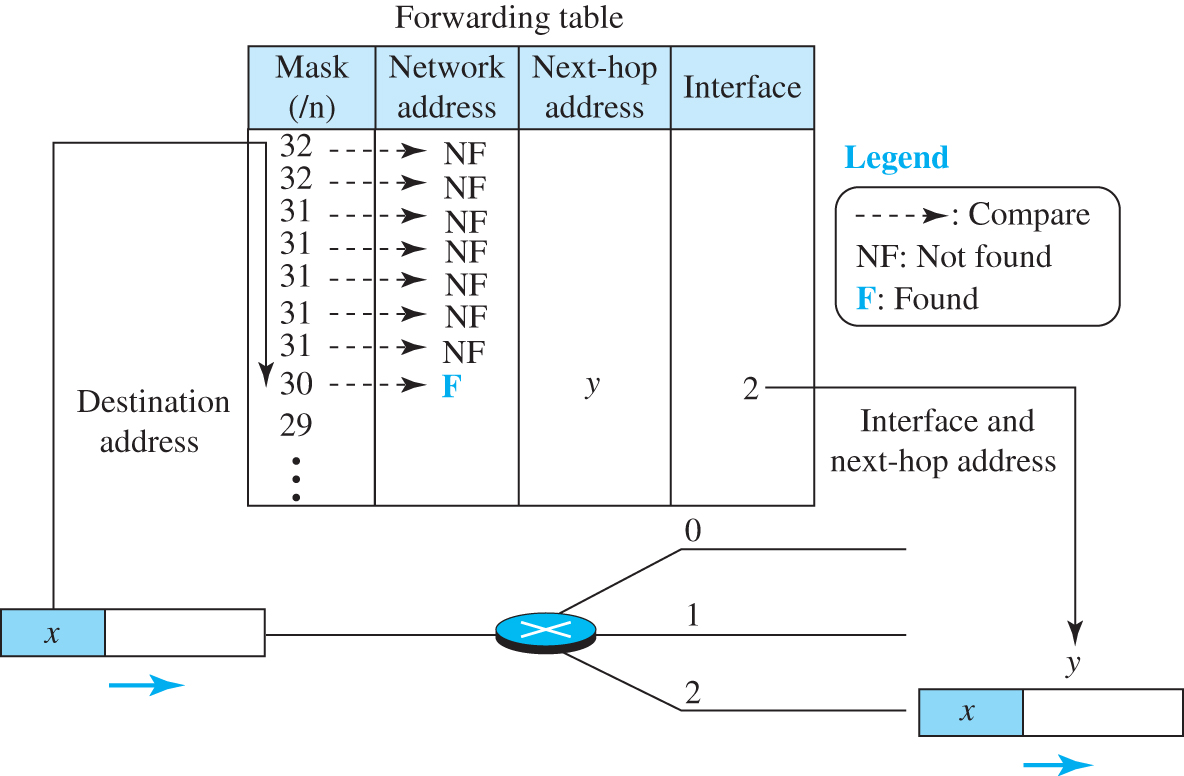 Forwarding table
Mask (/n) Network address Next-hop address Interface
32 NF
32 NF
31 NF
31 NF
31 NF
31 NF
31 NF
30 F y 2
29
Legend
: Compare
NF: Not found
F: Found
Destination
address
Interface and
next-hop address
0
1
2
x
y
x